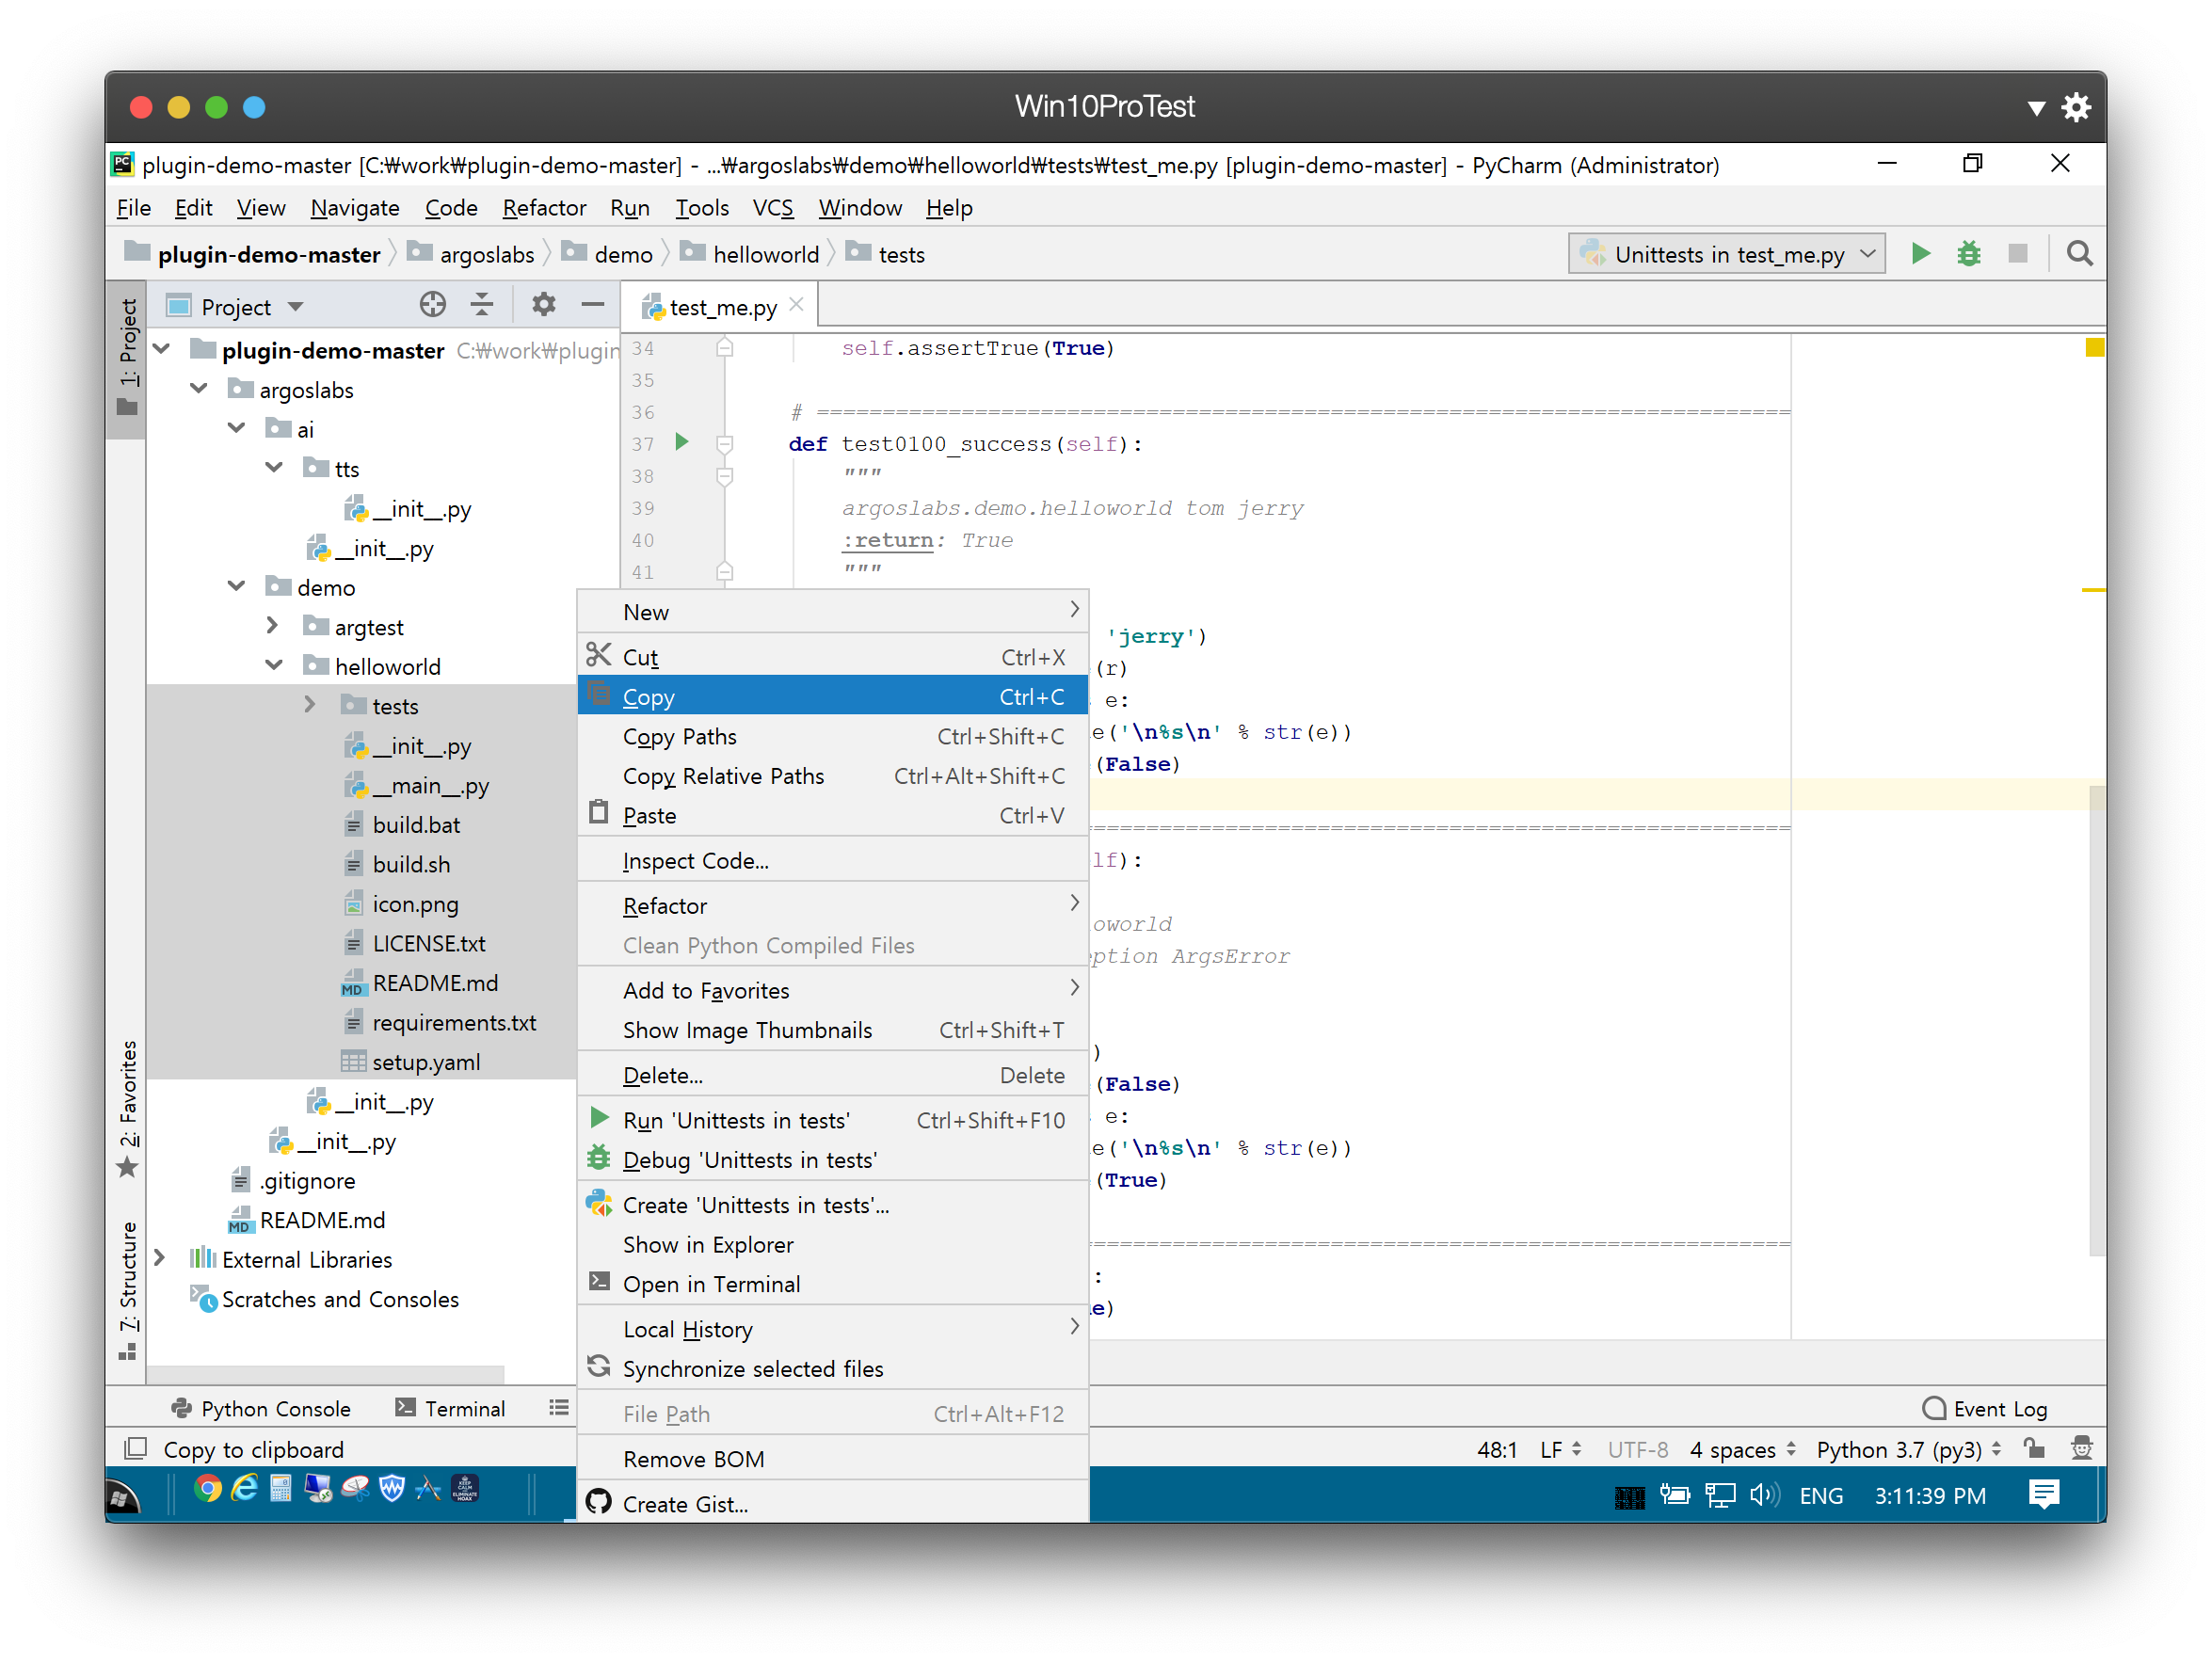 Win10ProTest
plugin-demo-master [C:₩work₩plugin-demo-master] - ...₩argoslabs₩demo₩helloworld₩tests₩test_me.py [plugin-demo-master] - PyCharm (Administrator)
File Edit View Navigate Code Refactor Run Tools VCS Window Help
plugin-demo-master argoslabs demo helloworld tests
Unittests in test_me.py
1: Project
2: Favorites
7: Structure
Project
plugin-demo-master C:₩work₩plugin
argoslabs
ai
tts
__init__.py
__init__.py
demo
argtest
helloworld
tests
__init__.py
__main__.py
build.bat
build.sh
icon.png
LICENSE.txt
MD README.md
requirements.txt
setup.yaml
__init__.py
__init__.py
.gitignore
MD README.md
External Libraries
Scratches and Consoles
test_me.py
34 self.assertTrue(True)
35
36 # ==========================================================================
37 def test0100_success(self):
38 """
39 argoslabs.demo.helloworld tom jerry
40 :return: True
41 """
'jerry')
(r)
e:
e('\n%s\n' % str(e))
(False)
======================================================
lf):
oworld
ption ArgsError
)
(False)
e:
e('\n%s\n' % str(e))
(True)
======================================================
:
e)
New
Cut Ctrl+X
Copy Ctrl+C
Copy Paths Ctrl+Shift+C
Copy Relative Paths Ctrl+Alt+Shift+C
Paste Ctrl+V
Inspect Code...
Refactor
Clean Python Compiled Files
Add to Favorites
Show Image Thumbnails Ctrl+Shift+T
Delete... Delete
Run 'Unittests in tests' Ctrl+Shift+F10
Debug 'Unittests in tests'
Create 'Unittests in tests'...
Show in Explorer
Open in Terminal
Local History
Synchronize selected files
File Path Ctrl+Alt+F12
Remove BOM
Create Gist...
Python Console Terminal
Event Log
Copy to clipboard
48:1 LF UTF-8 4 spaces Python 3.7 (py3)
KEEP CALM
ELIMINATE HOAX
ENG 3:11:39 PM